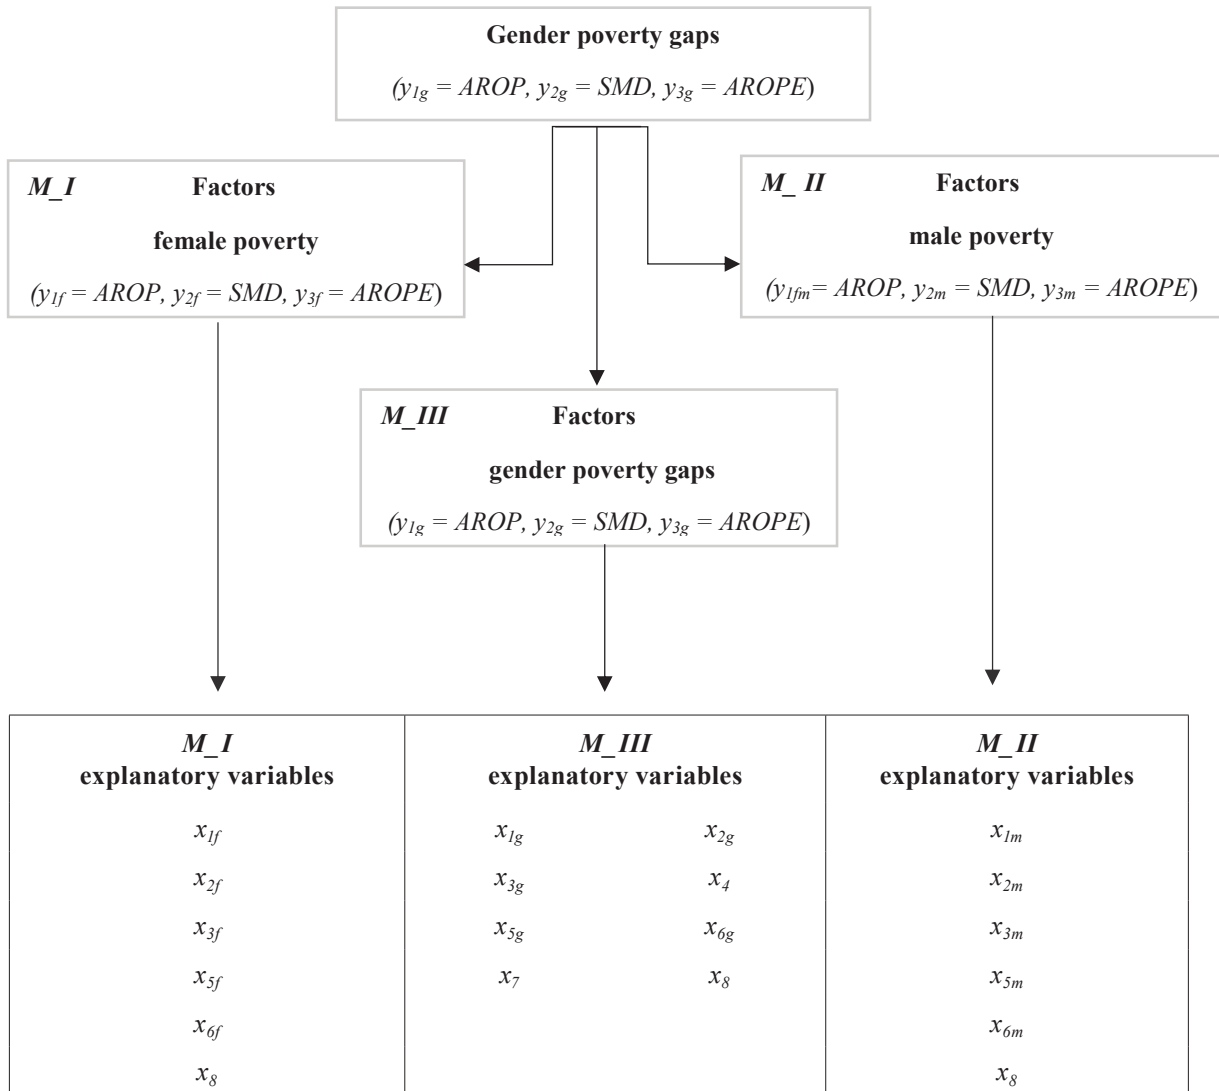 Gender poverty gaps
(y1g = AROP, y2g = SMD, y3g = AROPE)
M_I Factors
female poverty
(y1f = AROP, y2f = SMD, y3f = AROPE)
M_ II Factors
male poverty
(y1fm= AROP, y2m = SMD, y3m = AROPE)
M_III Factors
gender poverty gaps
(y1g = AROP, y2g = SMD, y3g = AROPE)
M_I
explanatory variables
x1f
x2f
x3f
x5f
x6f
x8
M_III
explanatory variables
x1g x2g
x3g x4
x5g x6g
x7 x8
M_II
explanatory variables
x1m
x2m
x3m
x5m
x6m
x8